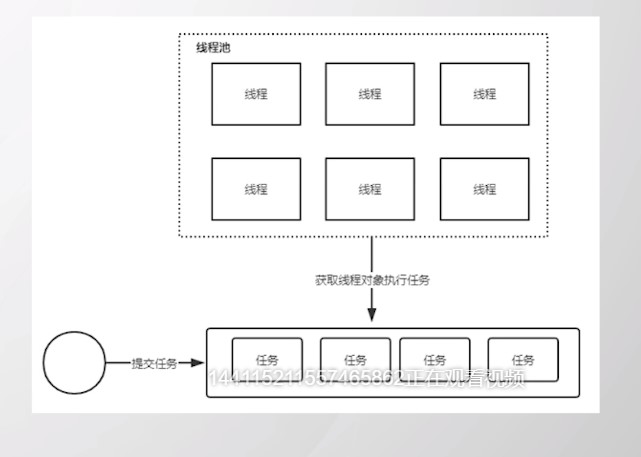 线程池
线程 线程 线程
线程 线程 线程
获取线程对象执行任务
提交任务
任务 任务 任务 任务
144115211557465862正在观看视频